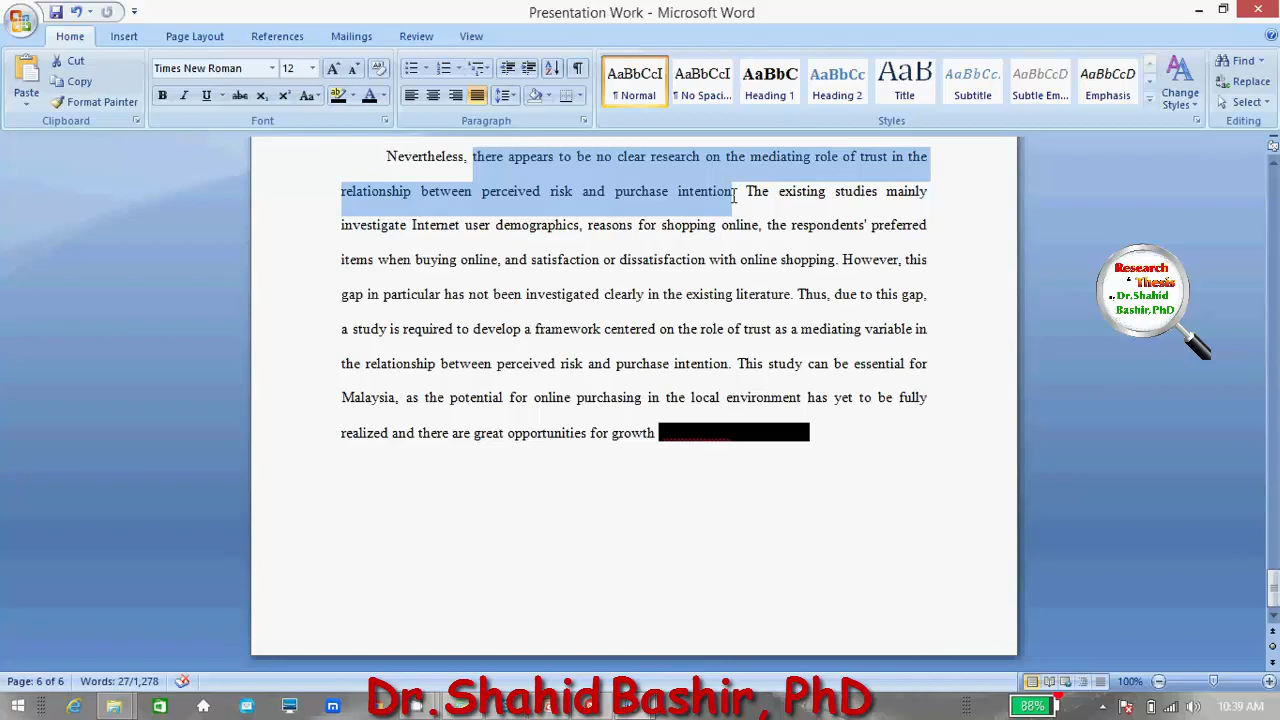 Presentation Work - Microsoft Word
Home Insert Page Layout References Mailings Review View
Paste
Cut
Copy
Format Painter
Clipboard
Times New Roman 12
B I U abc x₂ x² Aa
Font
Paragraph
AaBbCcI AaBbCcI AaBbC AaBbCc AaB AaBbCc. AaBbCcD AaBbCcD
¶ Normal ¶ No Spaci... Heading 1 Heading 2 Title Subtitle Subtle Em... Emphasis
Change Styles
Styles
Find
Replace
Select
Editing
Nevertheless, there appears to be no clear research on the mediating role of trust in the
relationship between perceived risk and purchase intention. The existing studies mainly
investigate Internet user demographics, reasons for shopping online, the respondents' preferred
items when buying online, and satisfaction or dissatisfaction with online shopping. However, this
gap in particular has not been investigated clearly in the existing literature. Thus, due to this gap,
a study is required to develop a framework centered on the role of trust as a mediating variable in
the relationship between perceived risk and purchase intention. This study can be essential for
Malaysia, as the potential for online purchasing in the local environment has yet to be fully
realized and there are great opportunities for growth
Research
Thesis
Dr.Shahid
Bashir,PhD
Page: 6 of 6 Words: 27/1,278 100%
Dr.Shahid Bashir, PhD
88% 10:39 AM